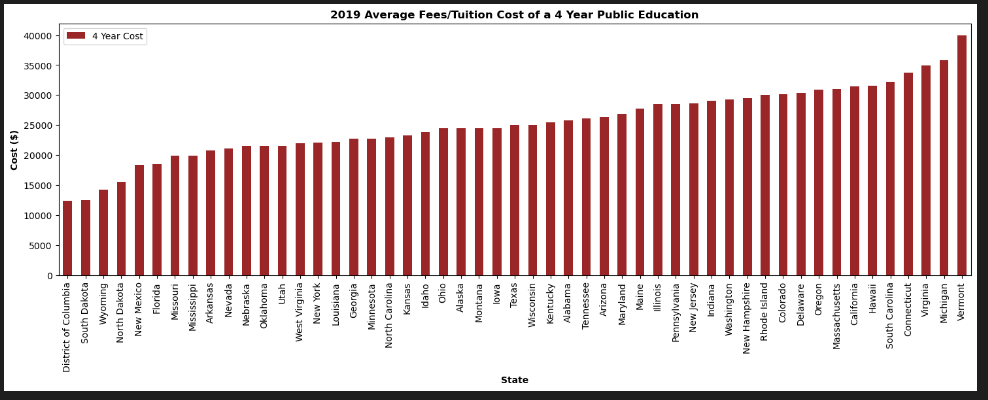 2019 Average Fees/Tuition Cost of a 4 Year Public Education
4 Year Cost
40000
35000
30000
25000
20000
15000
10000
5000
0
Cost ($)
District of Columbia
South Dakota
Wyoming
North Dakota
New Mexico
Florida
Missouri
Mississippi
Arkansas
Nevada
Nebraska
Oklahoma
Utah
West Virginia
New York
Louisiana
Georgia
Minnesota
North Carolina
Kansas
Idaho
Ohio
Alaska
Montana
Iowa
Texas
Wisconsin
Kentucky
Alabama
Tennessee
Arizona
Maryland
Maine
Illinois
Pennsylvania
New Jersey
Indiana
Washington
New Hampshire
Rhode Island
Colorado
Delaware
Oregon
Massachusetts
California
Hawaii
South Carolina
Connecticut
Virginia
Michigan
Vermont
State